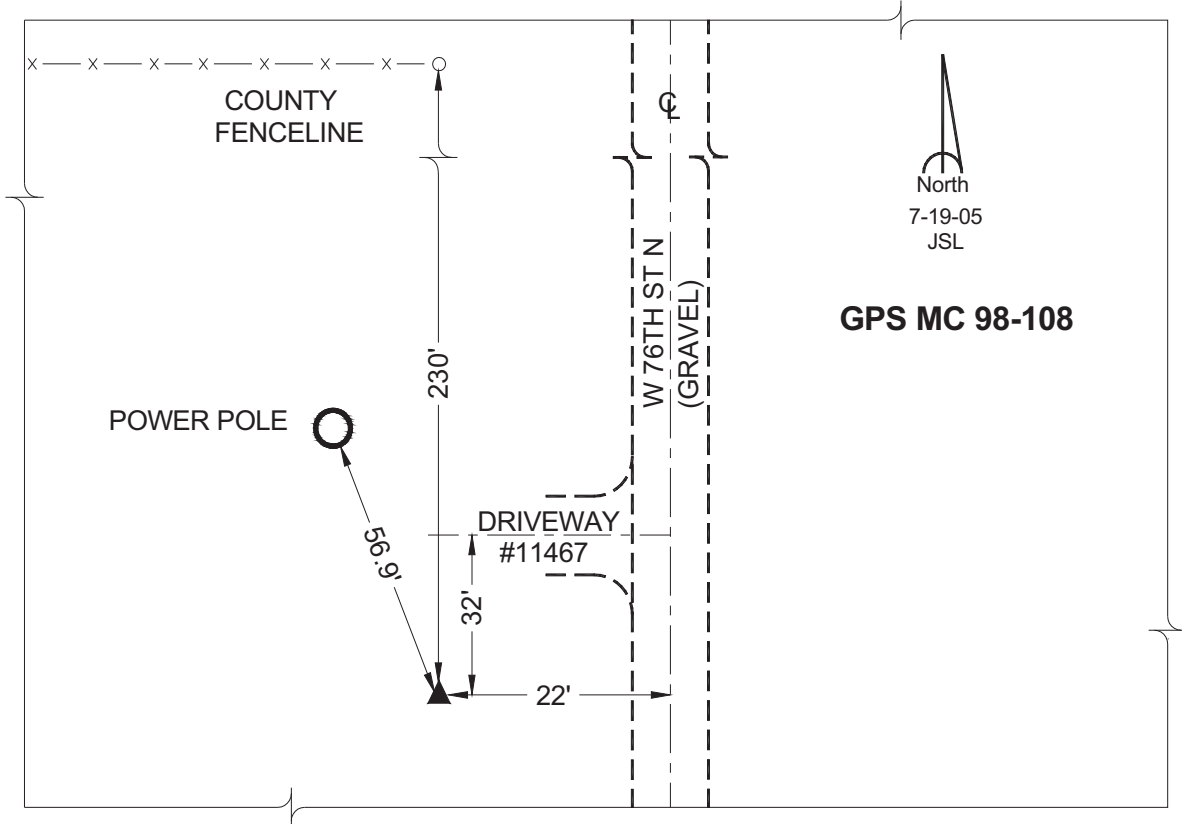 COUNTY
FENCELINE
℄
North
7-19-05
JSL
GPS MC 98-108
W 76TH ST N
(GRAVEL)
230'
POWER POLE
56.9'
DRIVEWAY
#11467
32'
22'